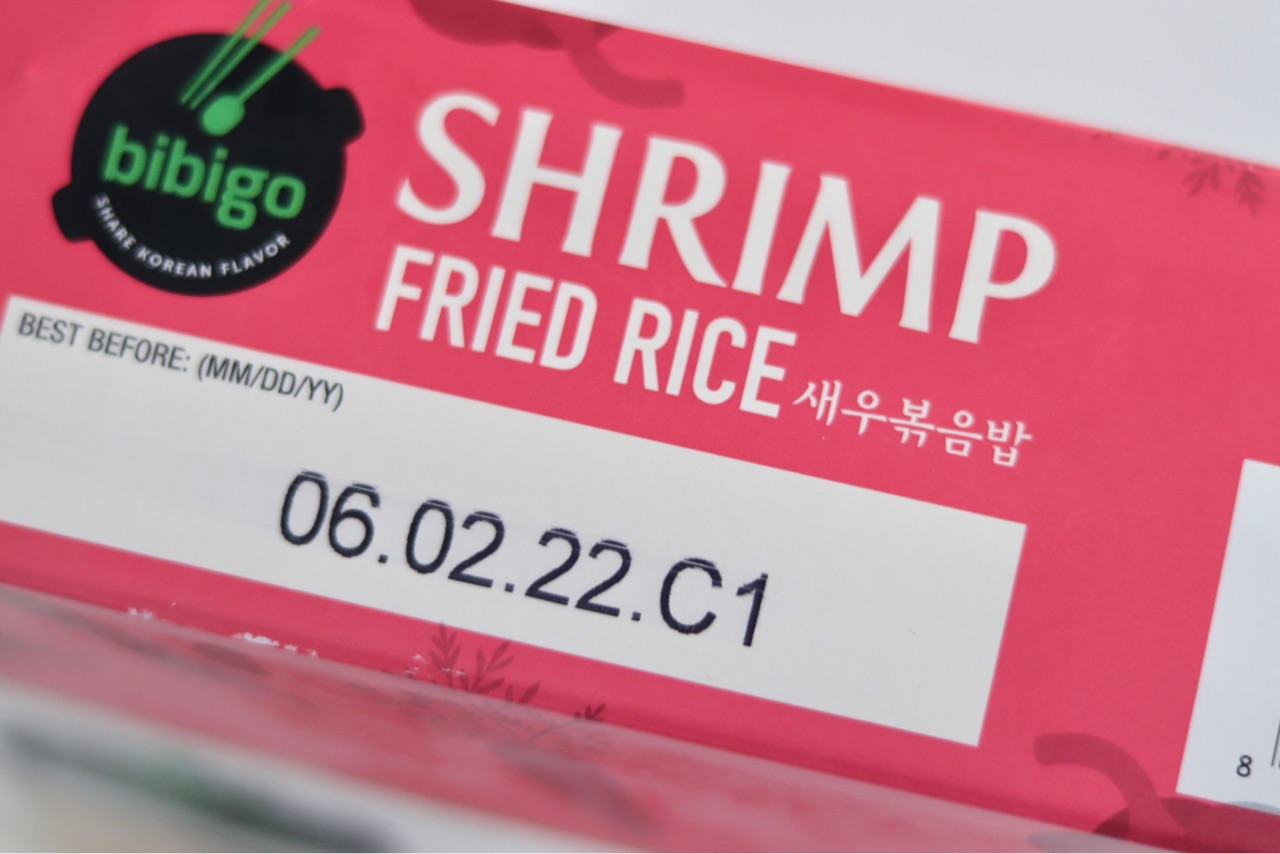 bibigo
SHARE KOREAN FLAVOR
SHRIMP
FRIED RICE 새우볶음밥
BEST BEFORE: (MM/DD/YY)
06.02.22.C1
8